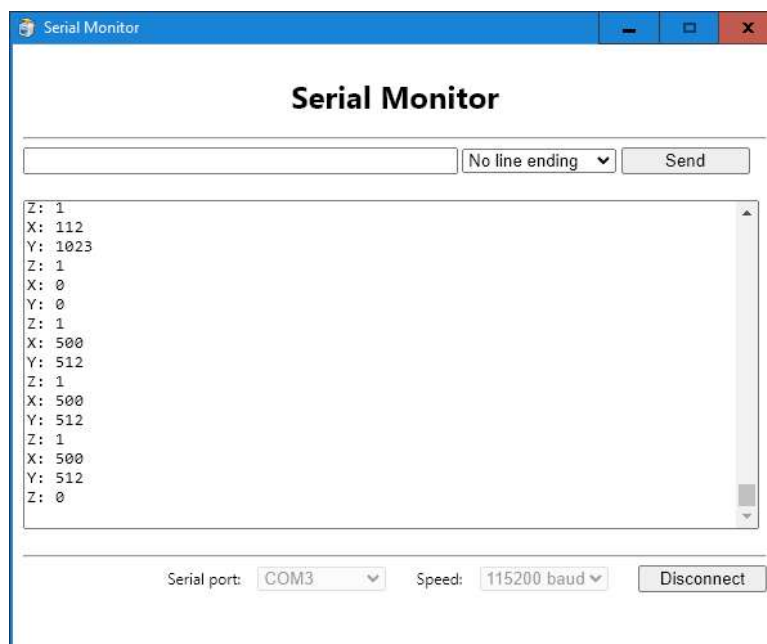 Serial Monitor
Serial Monitor
No line ending Send
Z: 1
X: 112
Y: 1023
Z: 1
X: 0
Y: 0
Z: 1
X: 500
Y: 512
Z: 1
X: 500
Y: 512
Z: 1
X: 500
Y: 512
Z: 0
Serial port: COM3 Speed: 115200 baud Disconnect